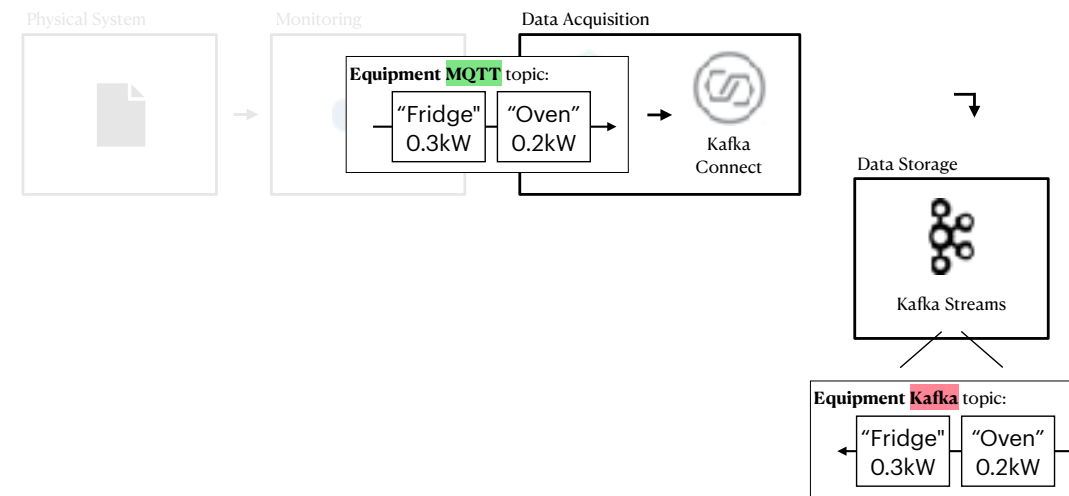 Physical System
Monitoring
Data Acquisition
Equipment MQTT topic:
“Fridge"
0.3kW
“Oven”
0.2kW
Kafka
Connect
Data Storage
Kafka Streams
Equipment Kafka topic:
“Fridge"
0.3kW
“Oven”
0.2kW